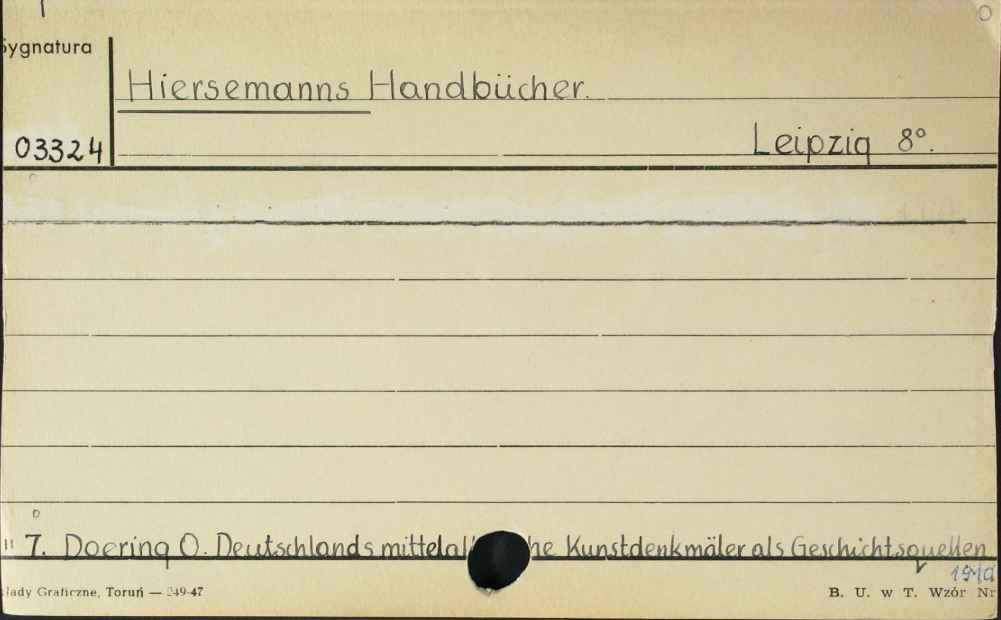 Sygnatura
Hiersemanns Handbücher.
03324
Leipzig 8°.
7. Doering O. Deutschlands mittelal he Kunstdenkmäler als Geschichtsquellen
1910
łady Graficzne, Toruń — 249-47
B. U. w T. Wzór Nr